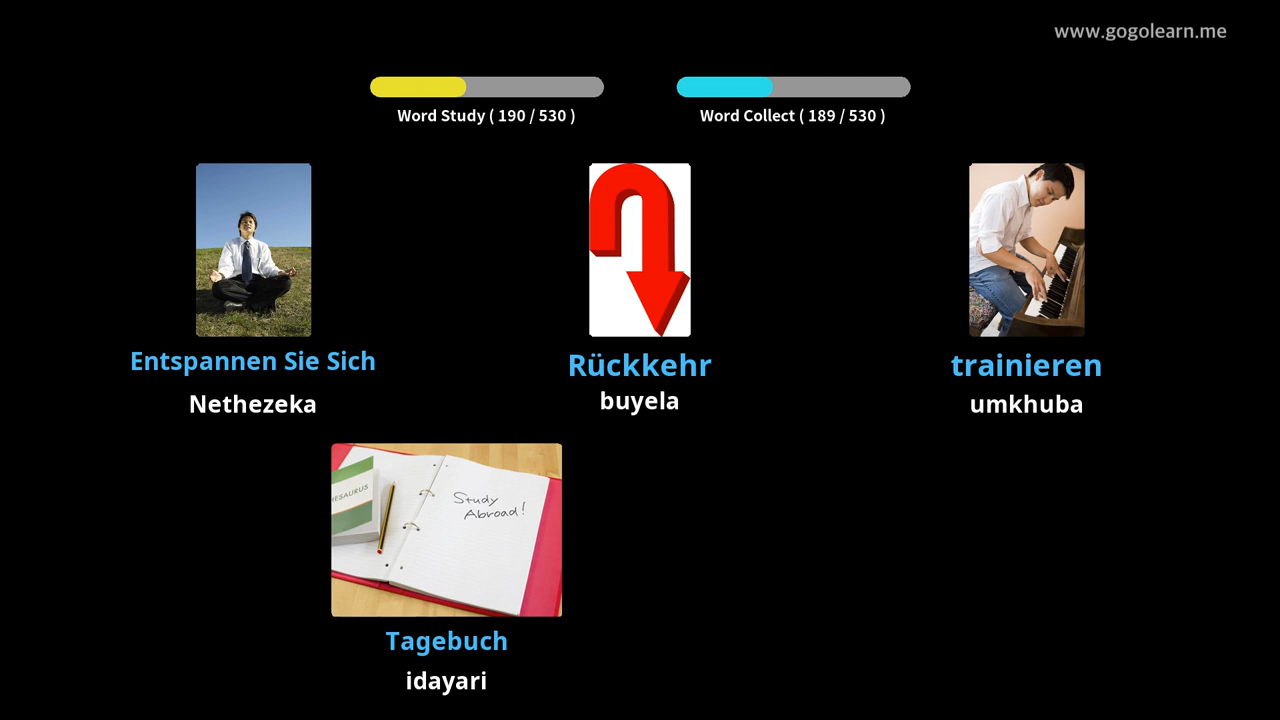 www.gogolearn.me
Word Study ( 190 / 530 )
Word Collect ( 189 / 530 )
Entspannen Sie Sich
Nethezeka
Rückkehr
buyela
trainieren
umkhuba
HESAURUS
Study
Abroad!
Tagebuch
idayari